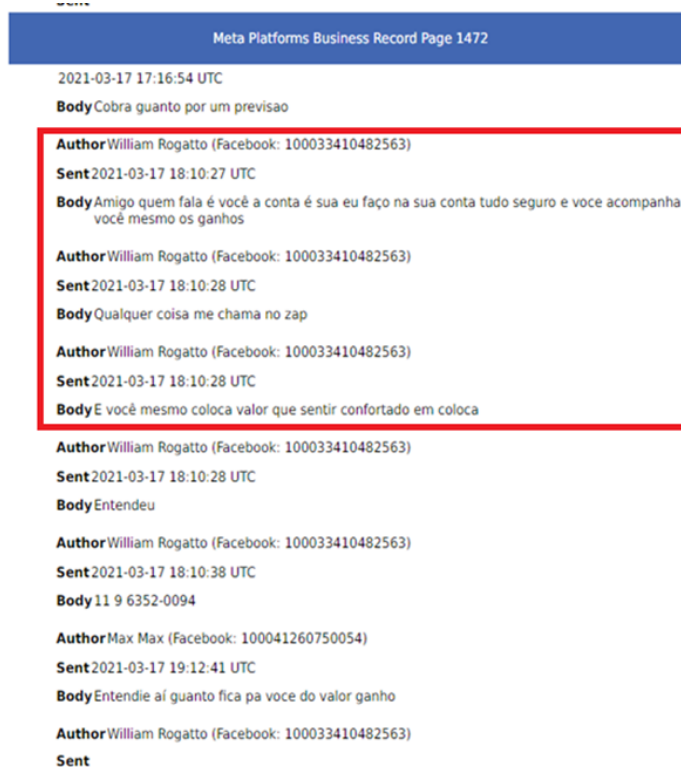 Sent
Meta Platforms Business Record Page 1472
2021-03-17 17:16:54 UTC
Body Cobra guanto por um previsao
Author William Rogatto (Facebook: 100033410482563)
Sent 2021-03-17 18:10:27 UTC
Body Amigo quem fala é você a conta é sua eu faço na sua conta tudo seguro e voce acompanha
você mesmo os ganhos
Author William Rogatto (Facebook: 100033410482563)
Sent 2021-03-17 18:10:28 UTC
Body Qualquer coisa me chama no zap
Author William Rogatto (Facebook: 100033410482563)
Sent 2021-03-17 18:10:28 UTC
Body E você mesmo coloca valor que sentir confortado em coloca
Author William Rogatto (Facebook: 100033410482563)
Sent 2021-03-17 18:10:28 UTC
Body Entendeu
Author William Rogatto (Facebook: 100033410482563)
Sent 2021-03-17 18:10:38 UTC
Body 11 9 6352-0094
Author Max Max (Facebook: 100041260750054)
Sent 2021-03-17 19:12:41 UTC
Body Entendie aí guanto fica pa voce do valor ganho
Author William Rogatto (Facebook: 100033410482563)
Sent